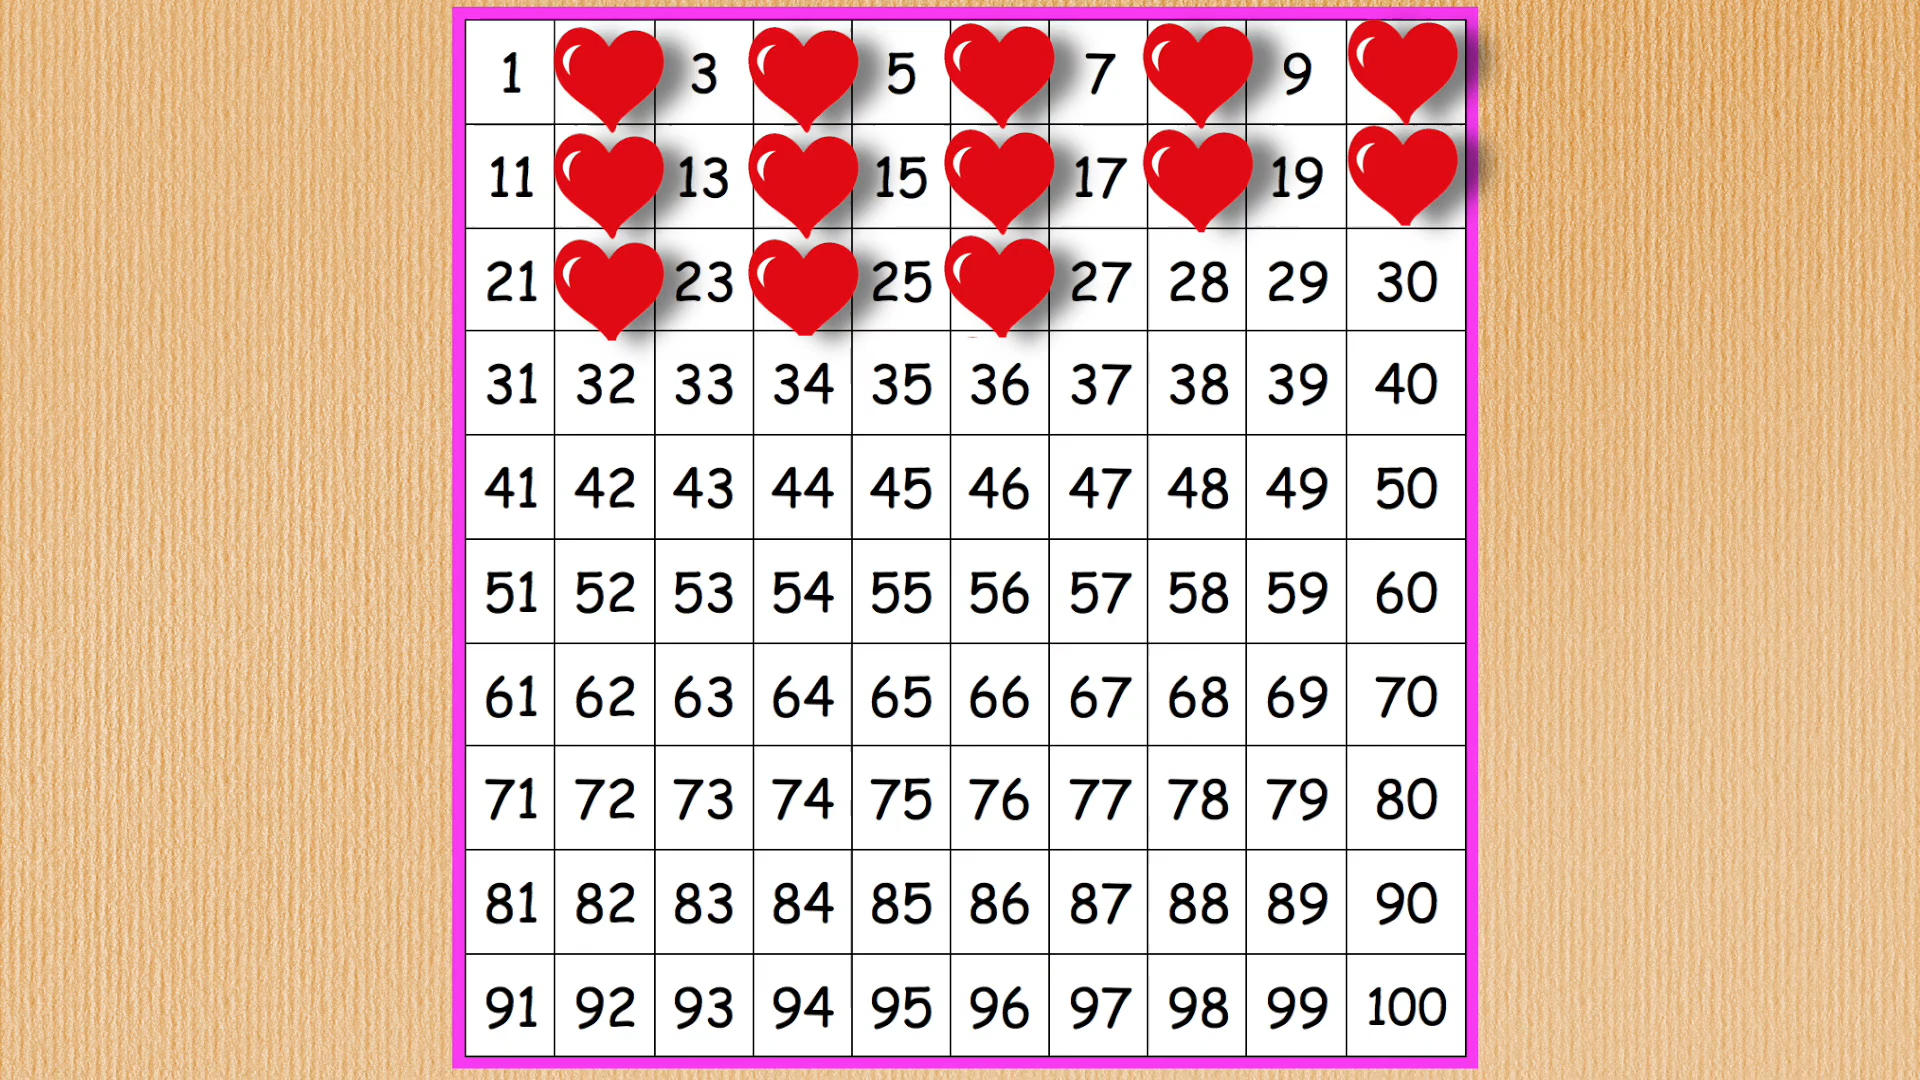 1 3 5 7 9
11 13 15 17 19
21 23 25 27 28 29 30
31 32 33 34 35 36 37 38 39 40
41 42 43 44 45 46 47 48 49 50
51 52 53 54 55 56 57 58 59 60
61 62 63 64 65 66 67 68 69 70
71 72 73 74 75 76 77 78 79 80
81 82 83 84 85 86 87 88 89 90
91 92 93 94 95 96 97 98 99 100